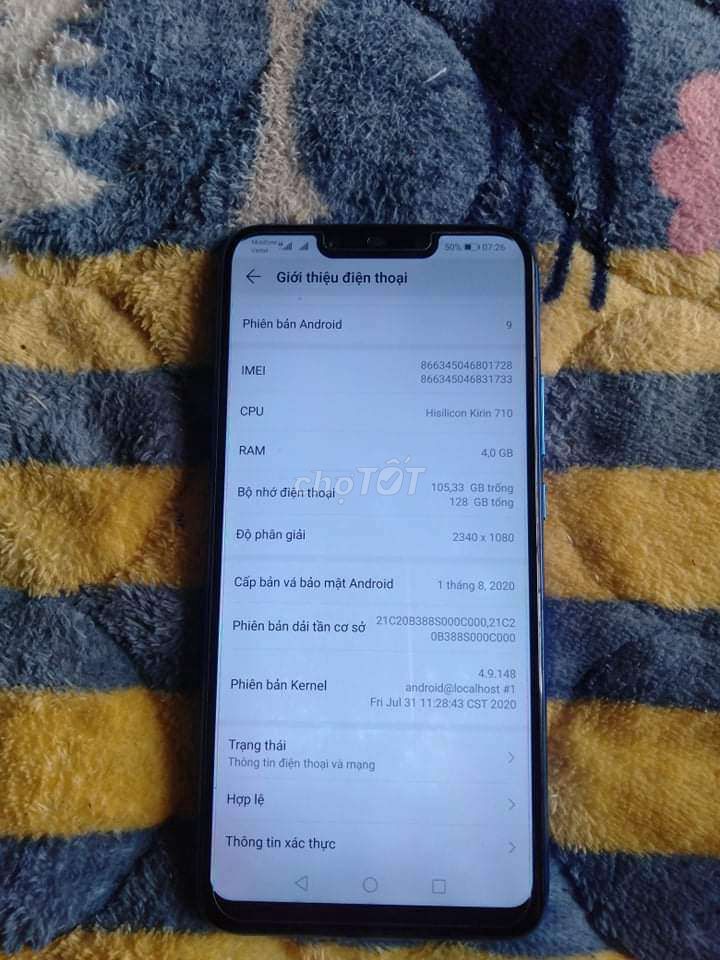 Mobifone
Viettel
50% 07:26
Giới thiệu điện thoại
Phiên bản Android 9
IMEI 866345046801728
866345046831733
CPU Hisilicon Kirin 710
RAM 4,0 GB
chợTỐT
Bộ nhớ điện thoại 105,33 GB trống
128 GB tổng
Độ phân giải 2340 x 1080
Cấp bản vá bảo mật Android 1 tháng 8, 2020
Phiên bản dải tần cơ sở 21C20B388S000C000,21C2
0B388S000C000
Phiên bản Kernel 4.9.148
android@localhost #1
Fri Jul 31 11:28:43 CST 2020
Trạng thái
Thông tin điện thoại và mạng
Hợp lệ
Thông tin xác thực